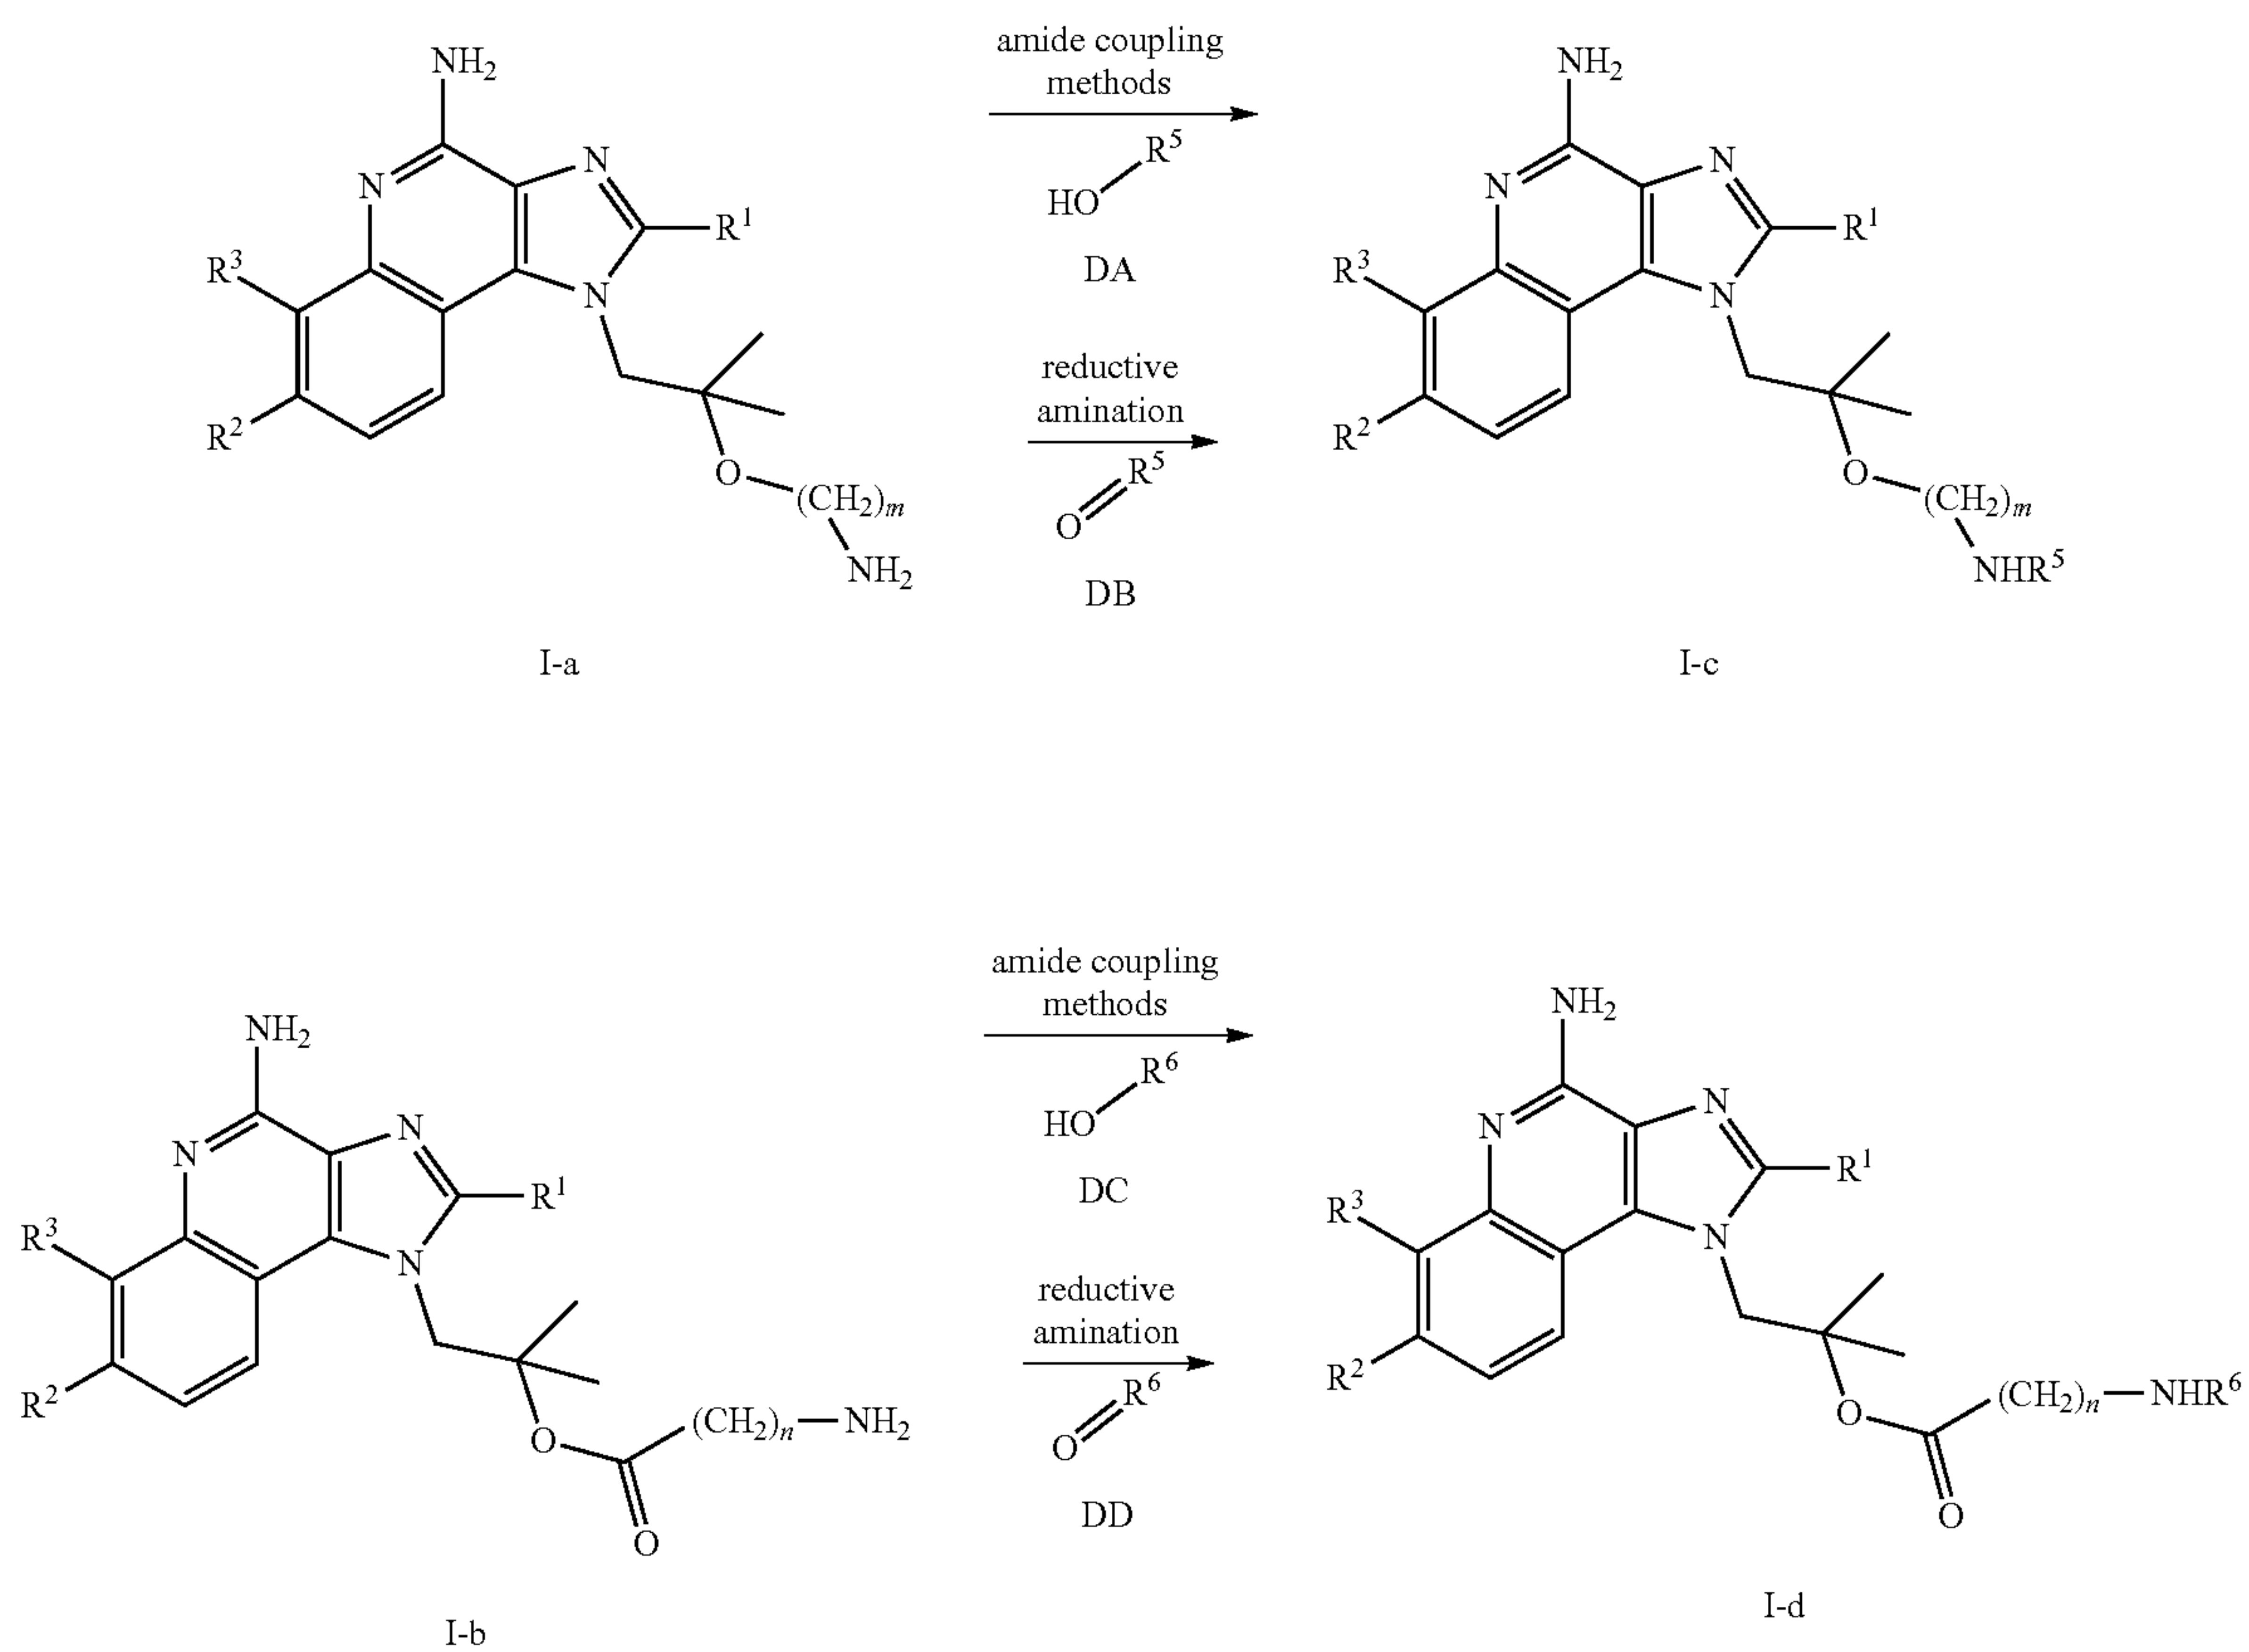 NH₂
N
N
R¹
N
R³
R²
O
(CH₂)ₘ
NH₂
I-a
amide coupling
methods
R⁵
HO
DA
reductive
amination
R⁵
O
DB
NH₂
N
N
R¹
N
R³
R²
O
(CH₂)ₘ
NHR⁵
I-c
NH₂
N
N
R¹
N
R³
R²
O
(CH₂)ₙ—NH₂
O
I-b
amide coupling
methods
R⁶
HO
DC
reductive
amination
R⁶
O
DD
NH₂
N
N
R¹
N
R³
R²
O
(CH₂)ₙ—NHR⁶
O
I-d